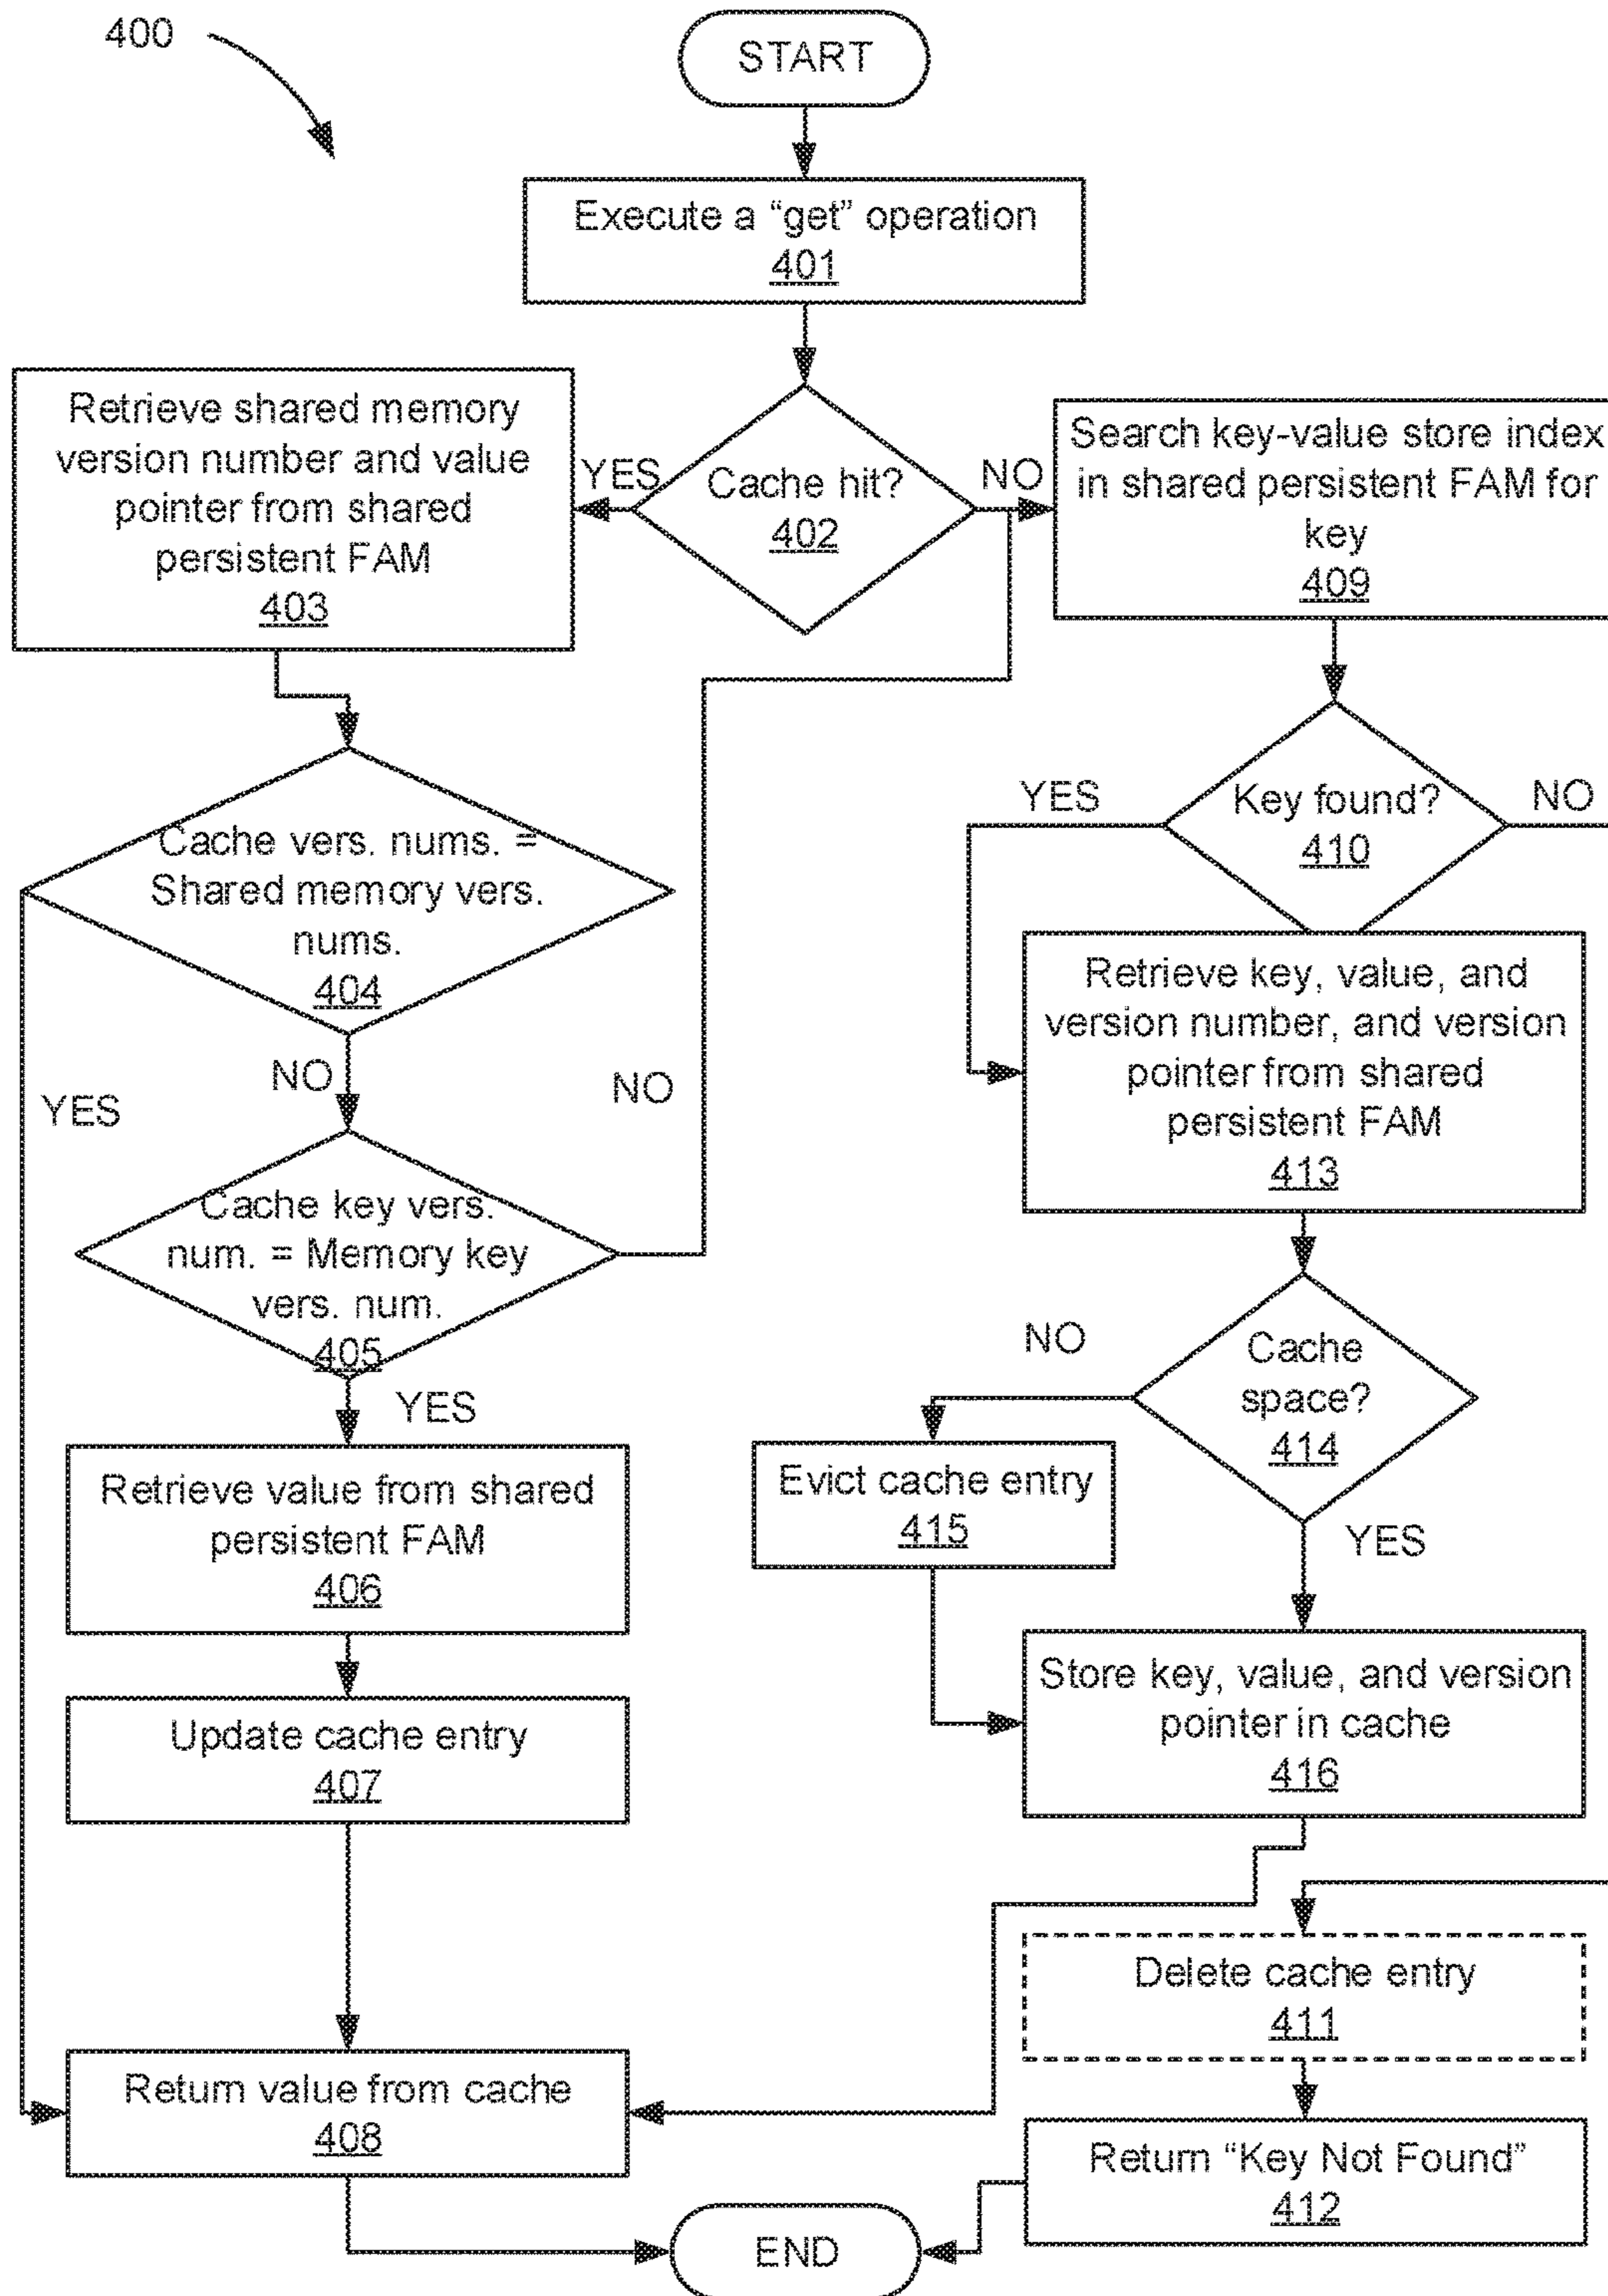 400
START
Execute a “get” operation
401
Retrieve shared memory
version number and value
pointer from shared
persistent FAM
403
YES
Cache hit?
402
NO
Search key-value store index
in shared persistent FAM for
key
409
Cache vers. nums. =
Shared memory vers.
nums.
404
YES
Key found?
410
NO
NO
YES
NO
Retrieve key, value, and
version number, and version
pointer from shared
persistent FAM
413
Cache key vers.
num. = Memory key
vers. num.
405
YES
NO
Cache
space?
414
YES
Retrieve value from shared
persistent FAM
406
Evict cache entry
415
Store key, value, and version
pointer in cache
416
Update cache entry
407
Delete cache entry
411
Return value from cache
408
Return “Key Not Found”
412
END